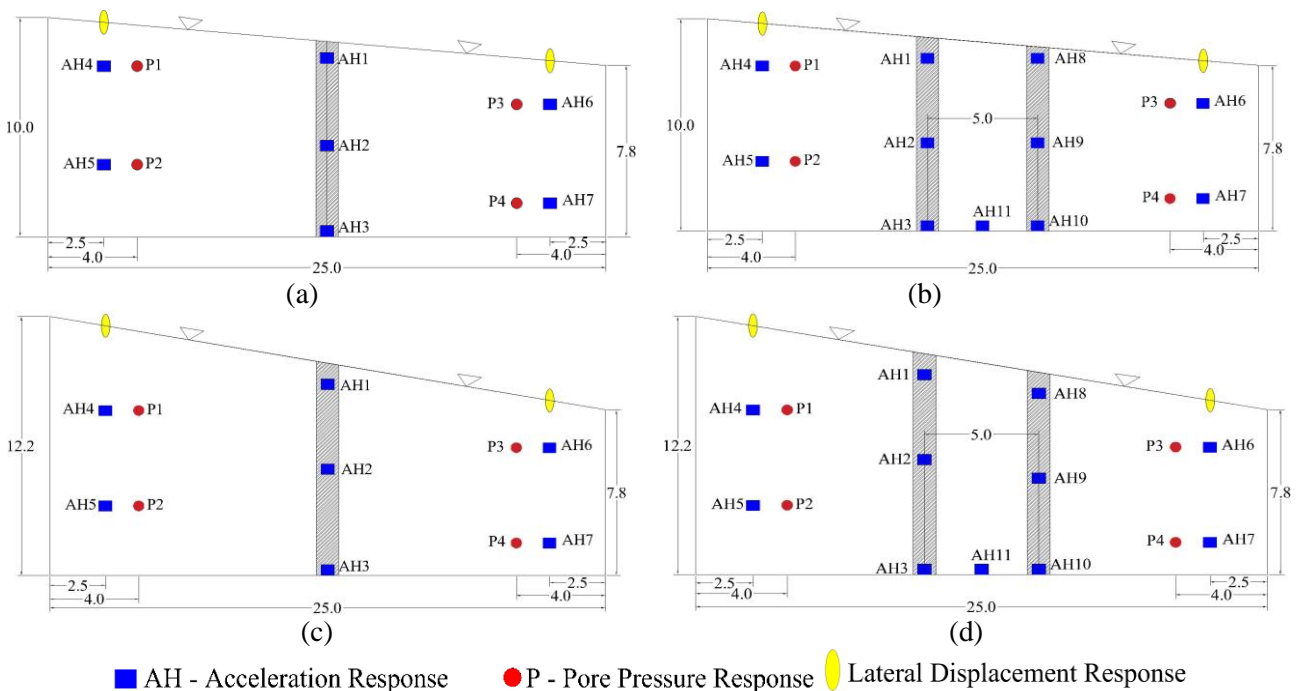 AH4
P1
AH1
P3
AH6
10.0
AH2
7.8
AH5
P2
P4
AH7
AH3
2.5
2.5
4.0
4.0
25.0
(a)
AH4
P1
AH1
AH8
P3
AH6
10.0
5.0
AH2
AH9
7.8
AH5
P2
P4
AH7
AH3
AH11
AH10
2.5
2.5
4.0
4.0
25.0
(b)
AH1
AH4
P1
12.2
P3
AH6
AH2
7.8
AH5
P2
P4
AH7
AH3
2.5
2.5
4.0
4.0
25.0
(c)
AH1
AH8
AH4
P1
12.2
5.0
P3
AH6
AH2
AH9
7.8
AH5
P2
P4
AH7
AH3
AH11
AH10
2.5
2.5
4.0
4.0
25.0
(d)
AH - Acceleration Response
P - Pore Pressure Response
Lateral Displacement Response